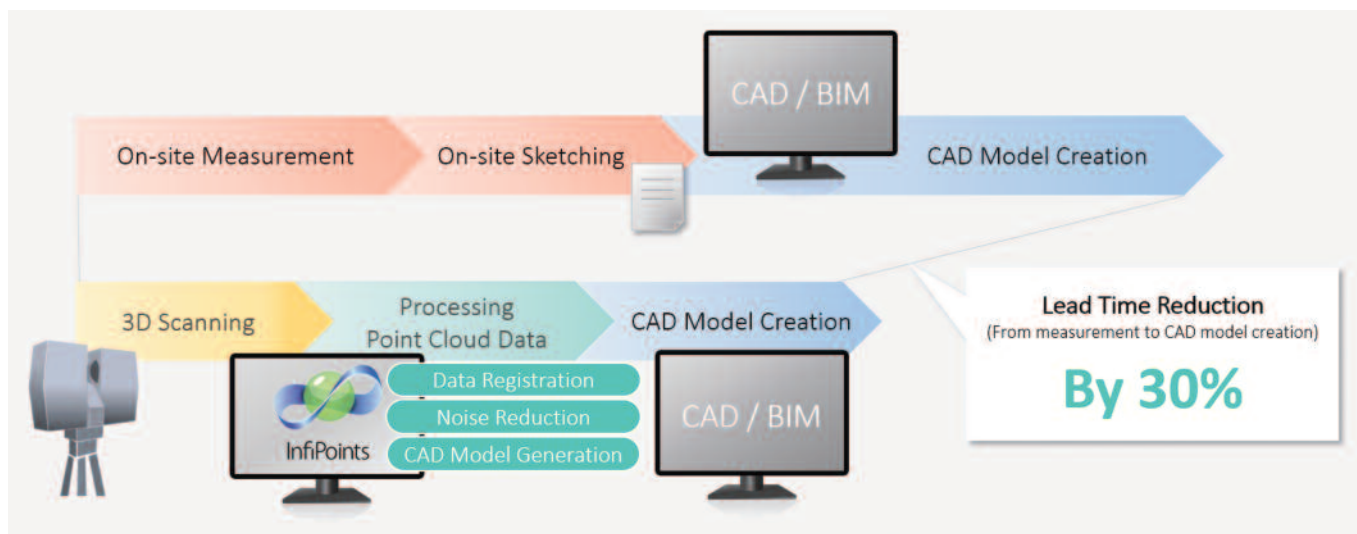 CAD / BIM
On-site Measurement
On-site Sketching
CAD Model Creation
3D Scanning
Processing
Point Cloud Data
CAD Model Creation
Lead Time Reduction
(From measurement to CAD model creation)
By 30%
InfiPoints
Data Registration
Noise Reduction
CAD Model Generation
CAD / BIM